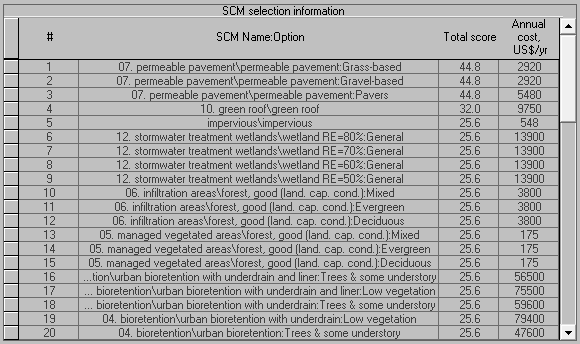 SCM selection information
# SCM Name:Option Total score Annual cost, US$/yr
1 07. permeable pavement\permeable pavement:Grass-based 44.8 2920
2 07. permeable pavement\permeable pavement:Gravel-based 44.8 2920
3 07. permeable pavement\permeable pavement:Pavers 44.8 5480
4 10. green roof\green roof 32.0 9750
5 impervious\impervious 25.6 548
6 12. stormwater treatment wetlands\wetland RE=80%:General 25.6 13900
7 12. stormwater treatment wetlands\wetland RE=70%:General 25.6 13900
8 12. stormwater treatment wetlands\wetland RE=60%:General 25.6 13900
9 12. stormwater treatment wetlands\wetland RE=50%:General 25.6 13900
10 06. infiltration areas\forest, good (land. cap. cond.):Mixed 25.6 3800
11 06. infiltration areas\forest, good (land. cap. cond.):Evergreen 25.6 3800
12 06. infiltration areas\forest, good (land. cap. cond.):Deciduous 25.6 3800
13 05. managed vegetated areas\forest, good (land. cap. cond.):Mixed 25.6 175
14 05. managed vegetated areas\forest, good (land. cap. cond.):Evergreen 25.6 175
15 05. managed vegetated areas\forest, good (land. cap. cond.):Deciduous 25.6 175
16 ...tion\urban bioretention with underdrain and liner:Trees & some understory 25.6 56500
17 ... bioretention\urban bioretention with underdrain and liner:Low vegetation 25.6 75500
18 ... bioretention\urban bioretention with underdrain:Trees & some understory 25.6 59600
19 04. bioretention\urban bioretention with underdrain:Low vegetation 25.6 79400
20 04. bioretention\urban bioretention:Trees & some understory 25.6 47600